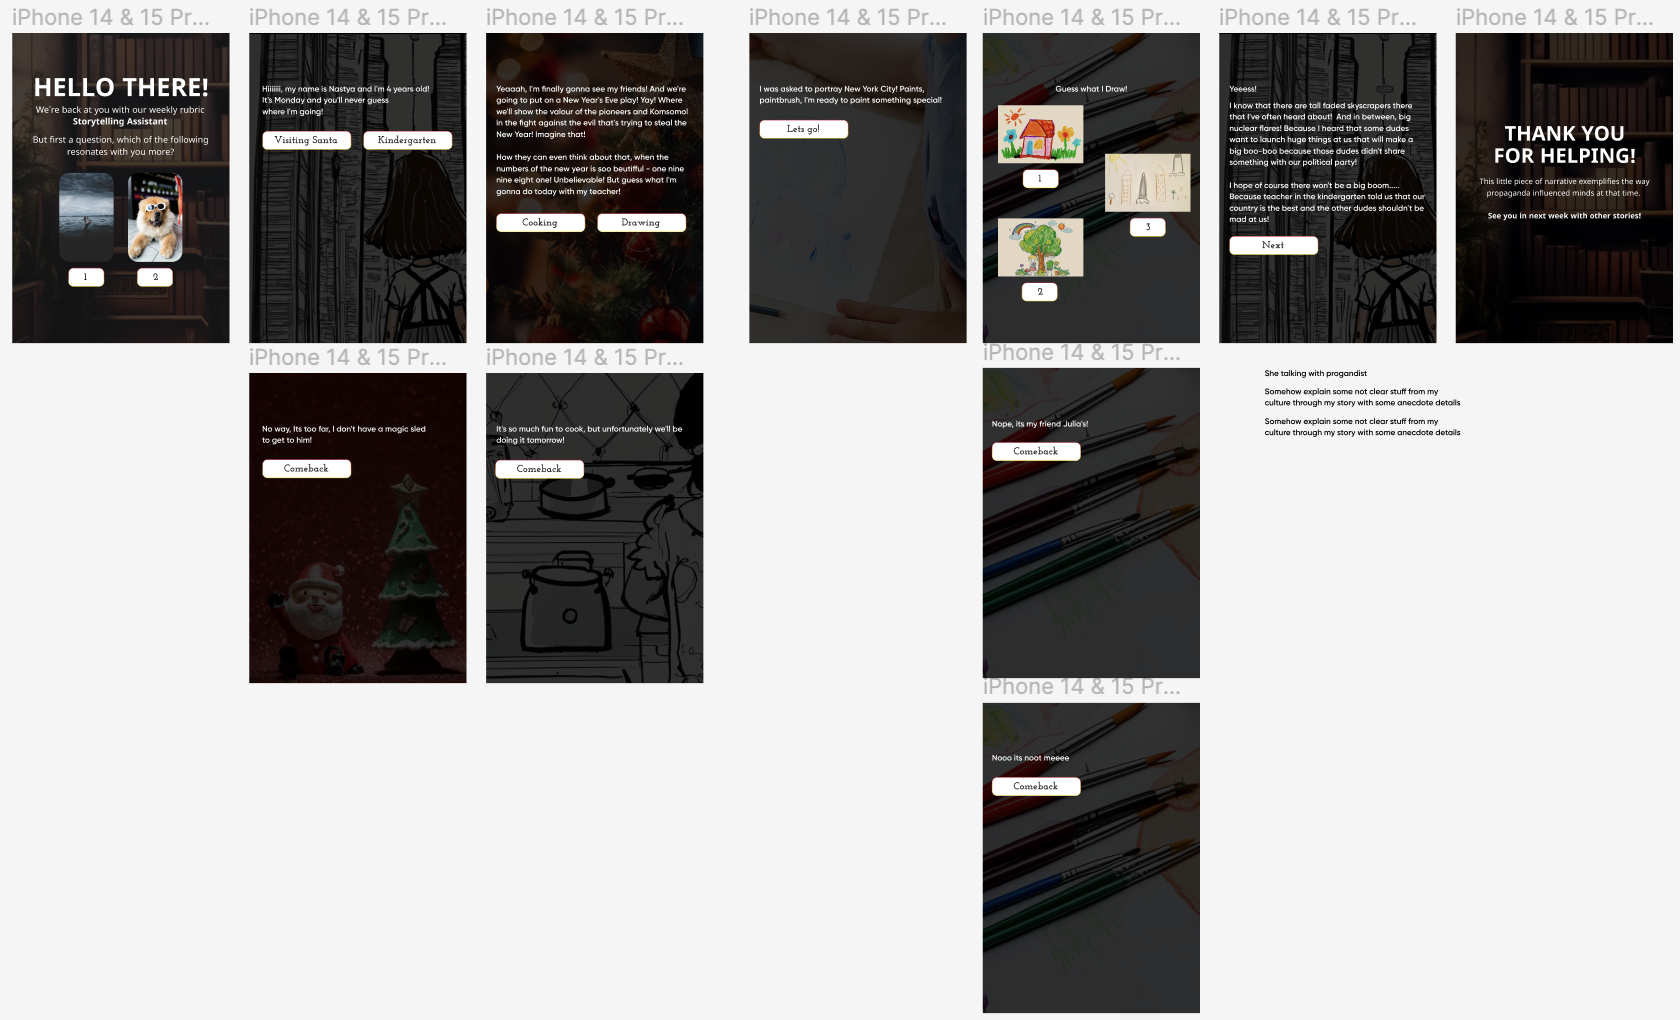 iPhone 14 & 15 Pr...
HELLO THERE!
We're back at you with our weekly rubric
Storytelling Assistant
But first a question, which of the following
resonates with you more?
1
2
iPhone 14 & 15 Pr...
Hiiiiii, my name is Nastya and I'm 4 years old!
It's Monday and you'll never guess
where I'm going!
Visiting Santa
Kindergarten
iPhone 14 & 15 Pr...
Yeaaah, I'm finally gonna see my friends! And we're
going to put on a New Year's Eve play! Yay! Where
we'll show the valour of the pioneers and Komsomol
in the fight against the evil that's trying to steal the
New Year! Imagine that!
How they can even think about that, when the
numbers of the new year is soo beutiful - one nine
nine eight one! Unbelievable! But guess what I'm
gonna do today with my teacher!
Cooking
Drawing
iPhone 14 & 15 Pr...
I was asked to portray New York City! Paints,
paintbrush, I'm ready to paint something special!
Lets go!
iPhone 14 & 15 Pr...
Guess what I Draw!
1
3
2
iPhone 14 & 15 Pr...
Yeeess!
I know that there are tall faded skyscrapers there
that I've often heard about! And in between, big
nuclear flares! Because I heard that some dudes
want to launch huge things at us that will make a
big boo-boo because those dudes didn't share
something with our political party!
I hope of course there won't be a big boom.....
Because teacher in the kindergarten told us that our
country is the best and the other dudes shouldn't be
mad at us!
Next
iPhone 14 & 15 Pr...
THANK YOU
FOR HELPING!
This little piece of narrative exemplifies the way
propaganda influenced minds at that time.
See you in next week with other stories!
iPhone 14 & 15 Pr...
No way, Its too far, I don't have a magic sled
to get to him!
Comeback
iPhone 14 & 15 Pr...
It's so much fun to cook, but unfortunately we'll be
doing it tomorrow!
Comeback
iPhone 14 & 15 Pr...
Nope, its my friend Julia's!
Comeback
She talking with progandist
Somehow explain some not clear stuff from my
culture through my story with some anecdote details
Somehow explain some not clear stuff from my
culture through my story with some anecdote details
iPhone 14 & 15 Pr...
Nooo its noot meeee
Comeback